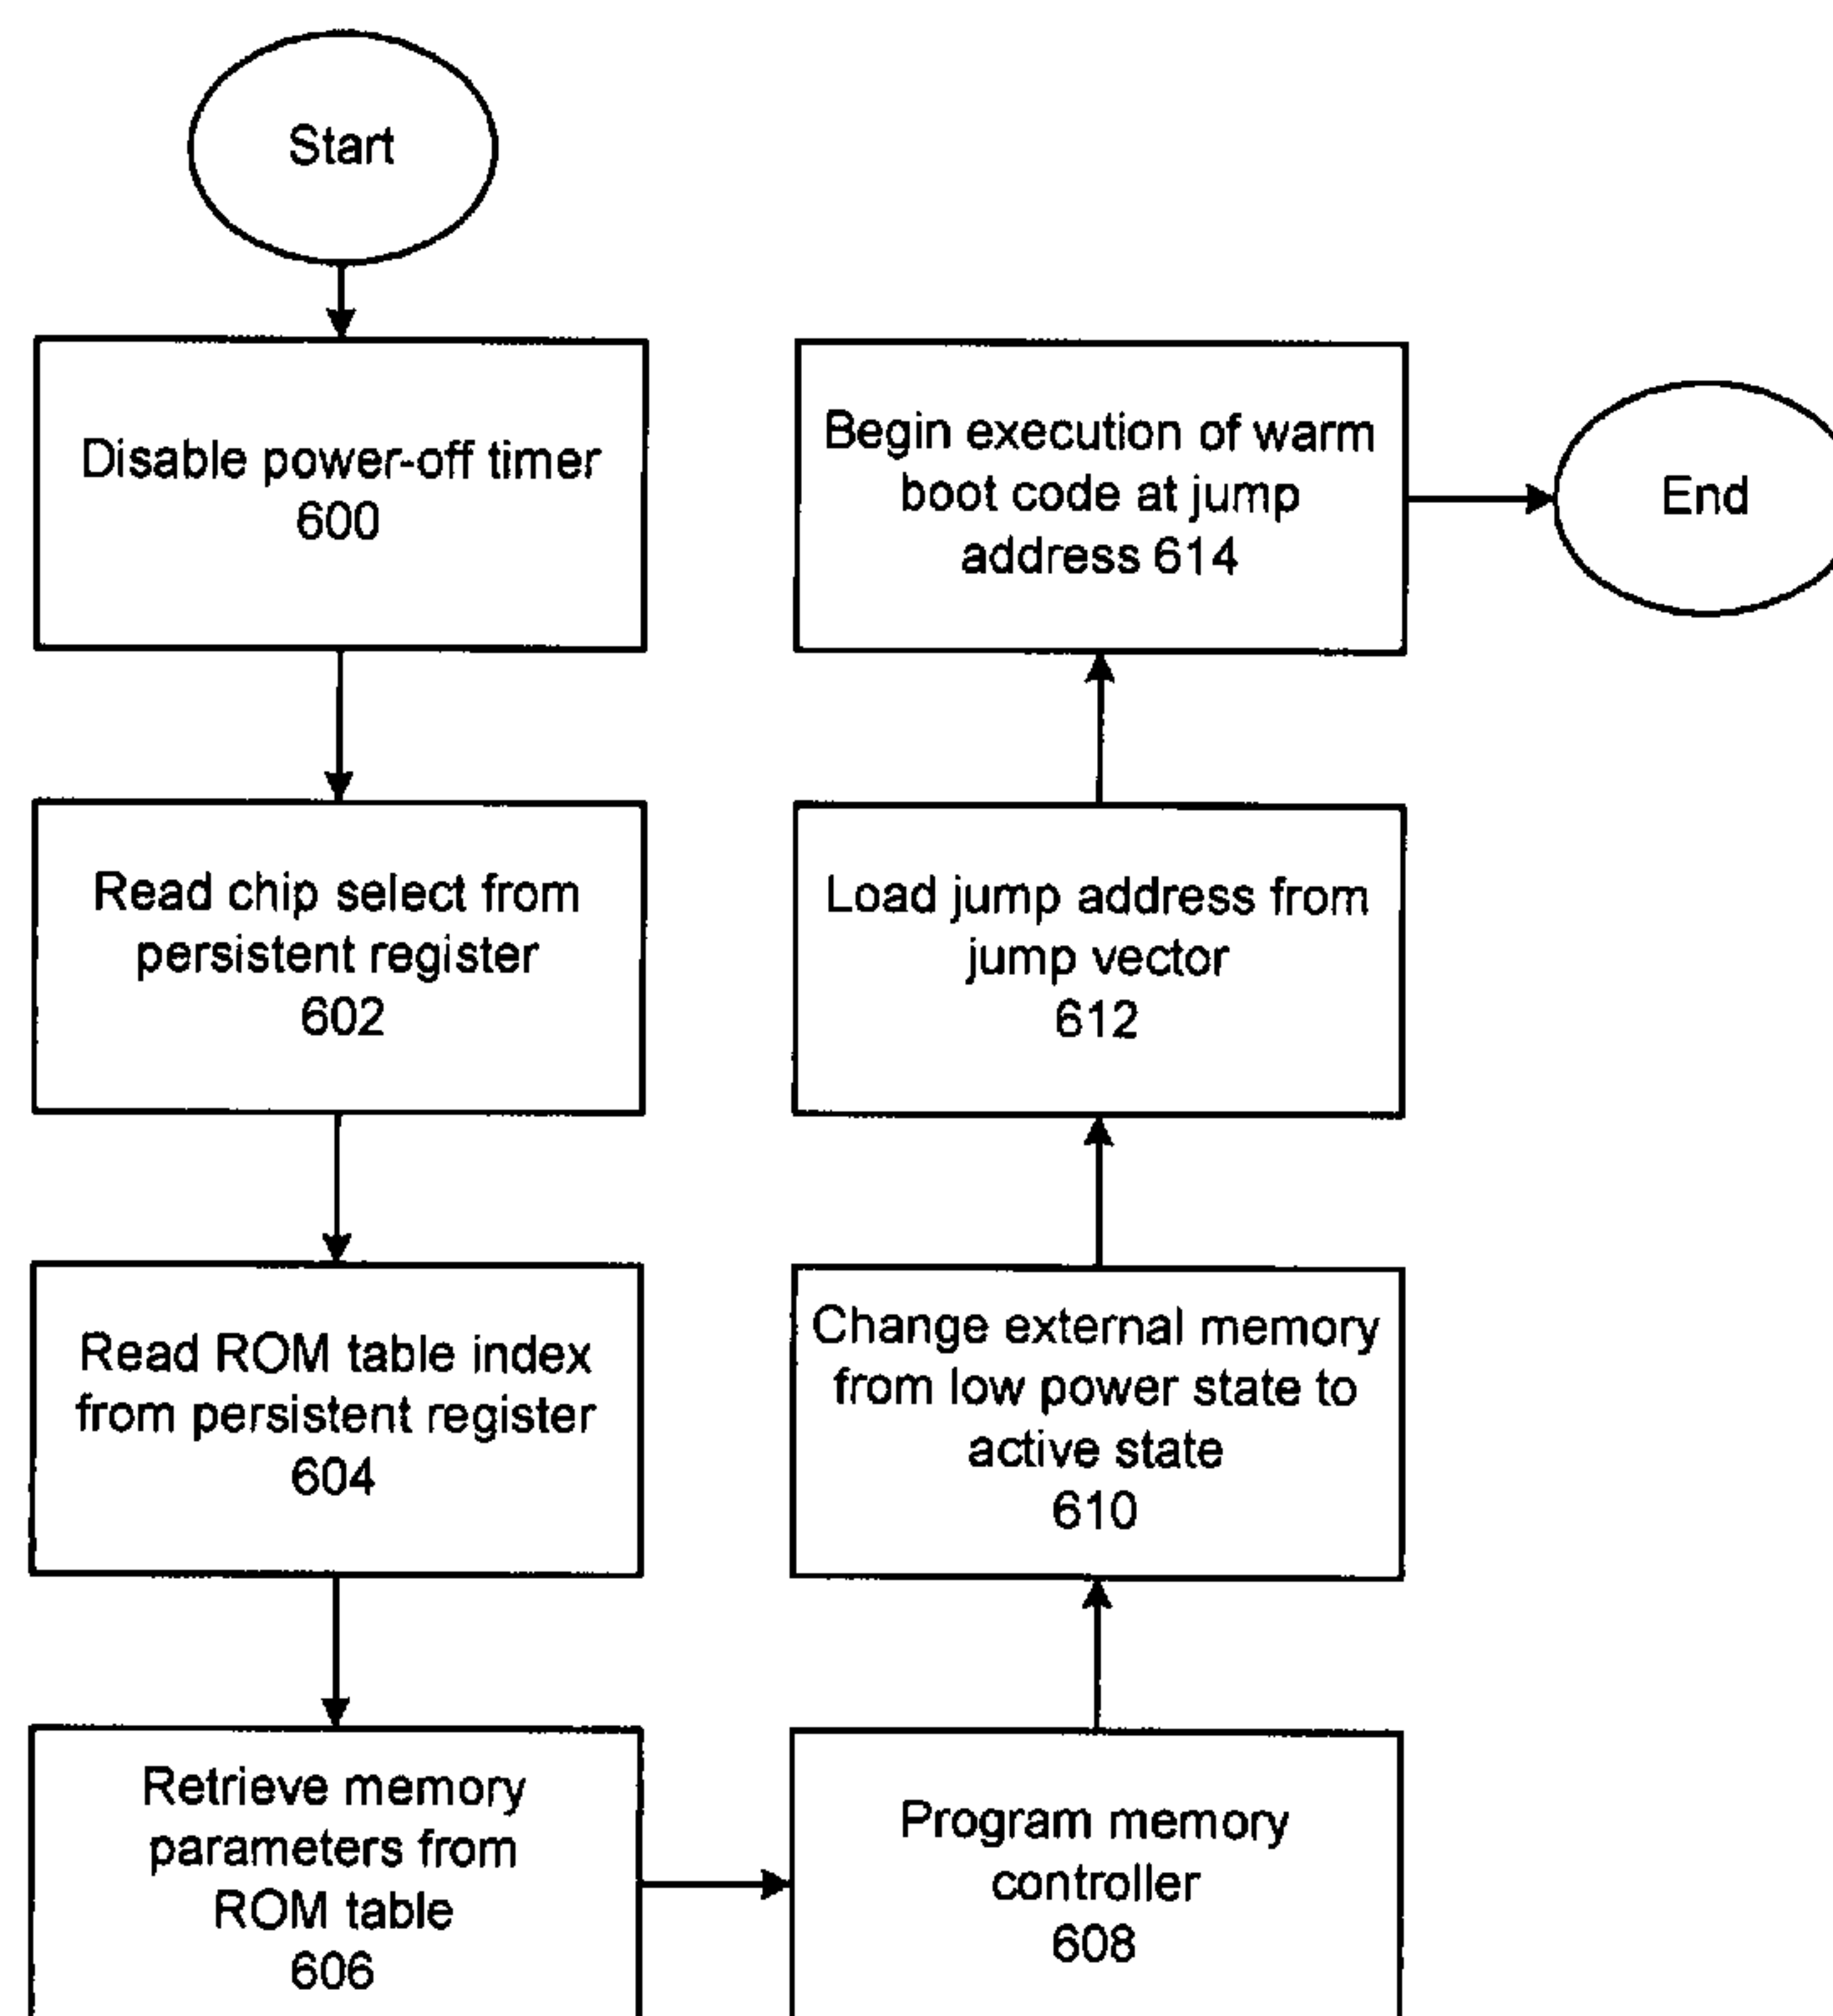 Start
Disable power-off timer
600
Read chip select from
persistent register
602
Read ROM table index
from persistent register
604
Retrieve memory
parameters from
ROM table
606
Program memory
controller
608
Change external memory
from low power state to
active state
610
Load jump address from
jump vector
612
Begin execution of warm
boot code at jump
address 614
End